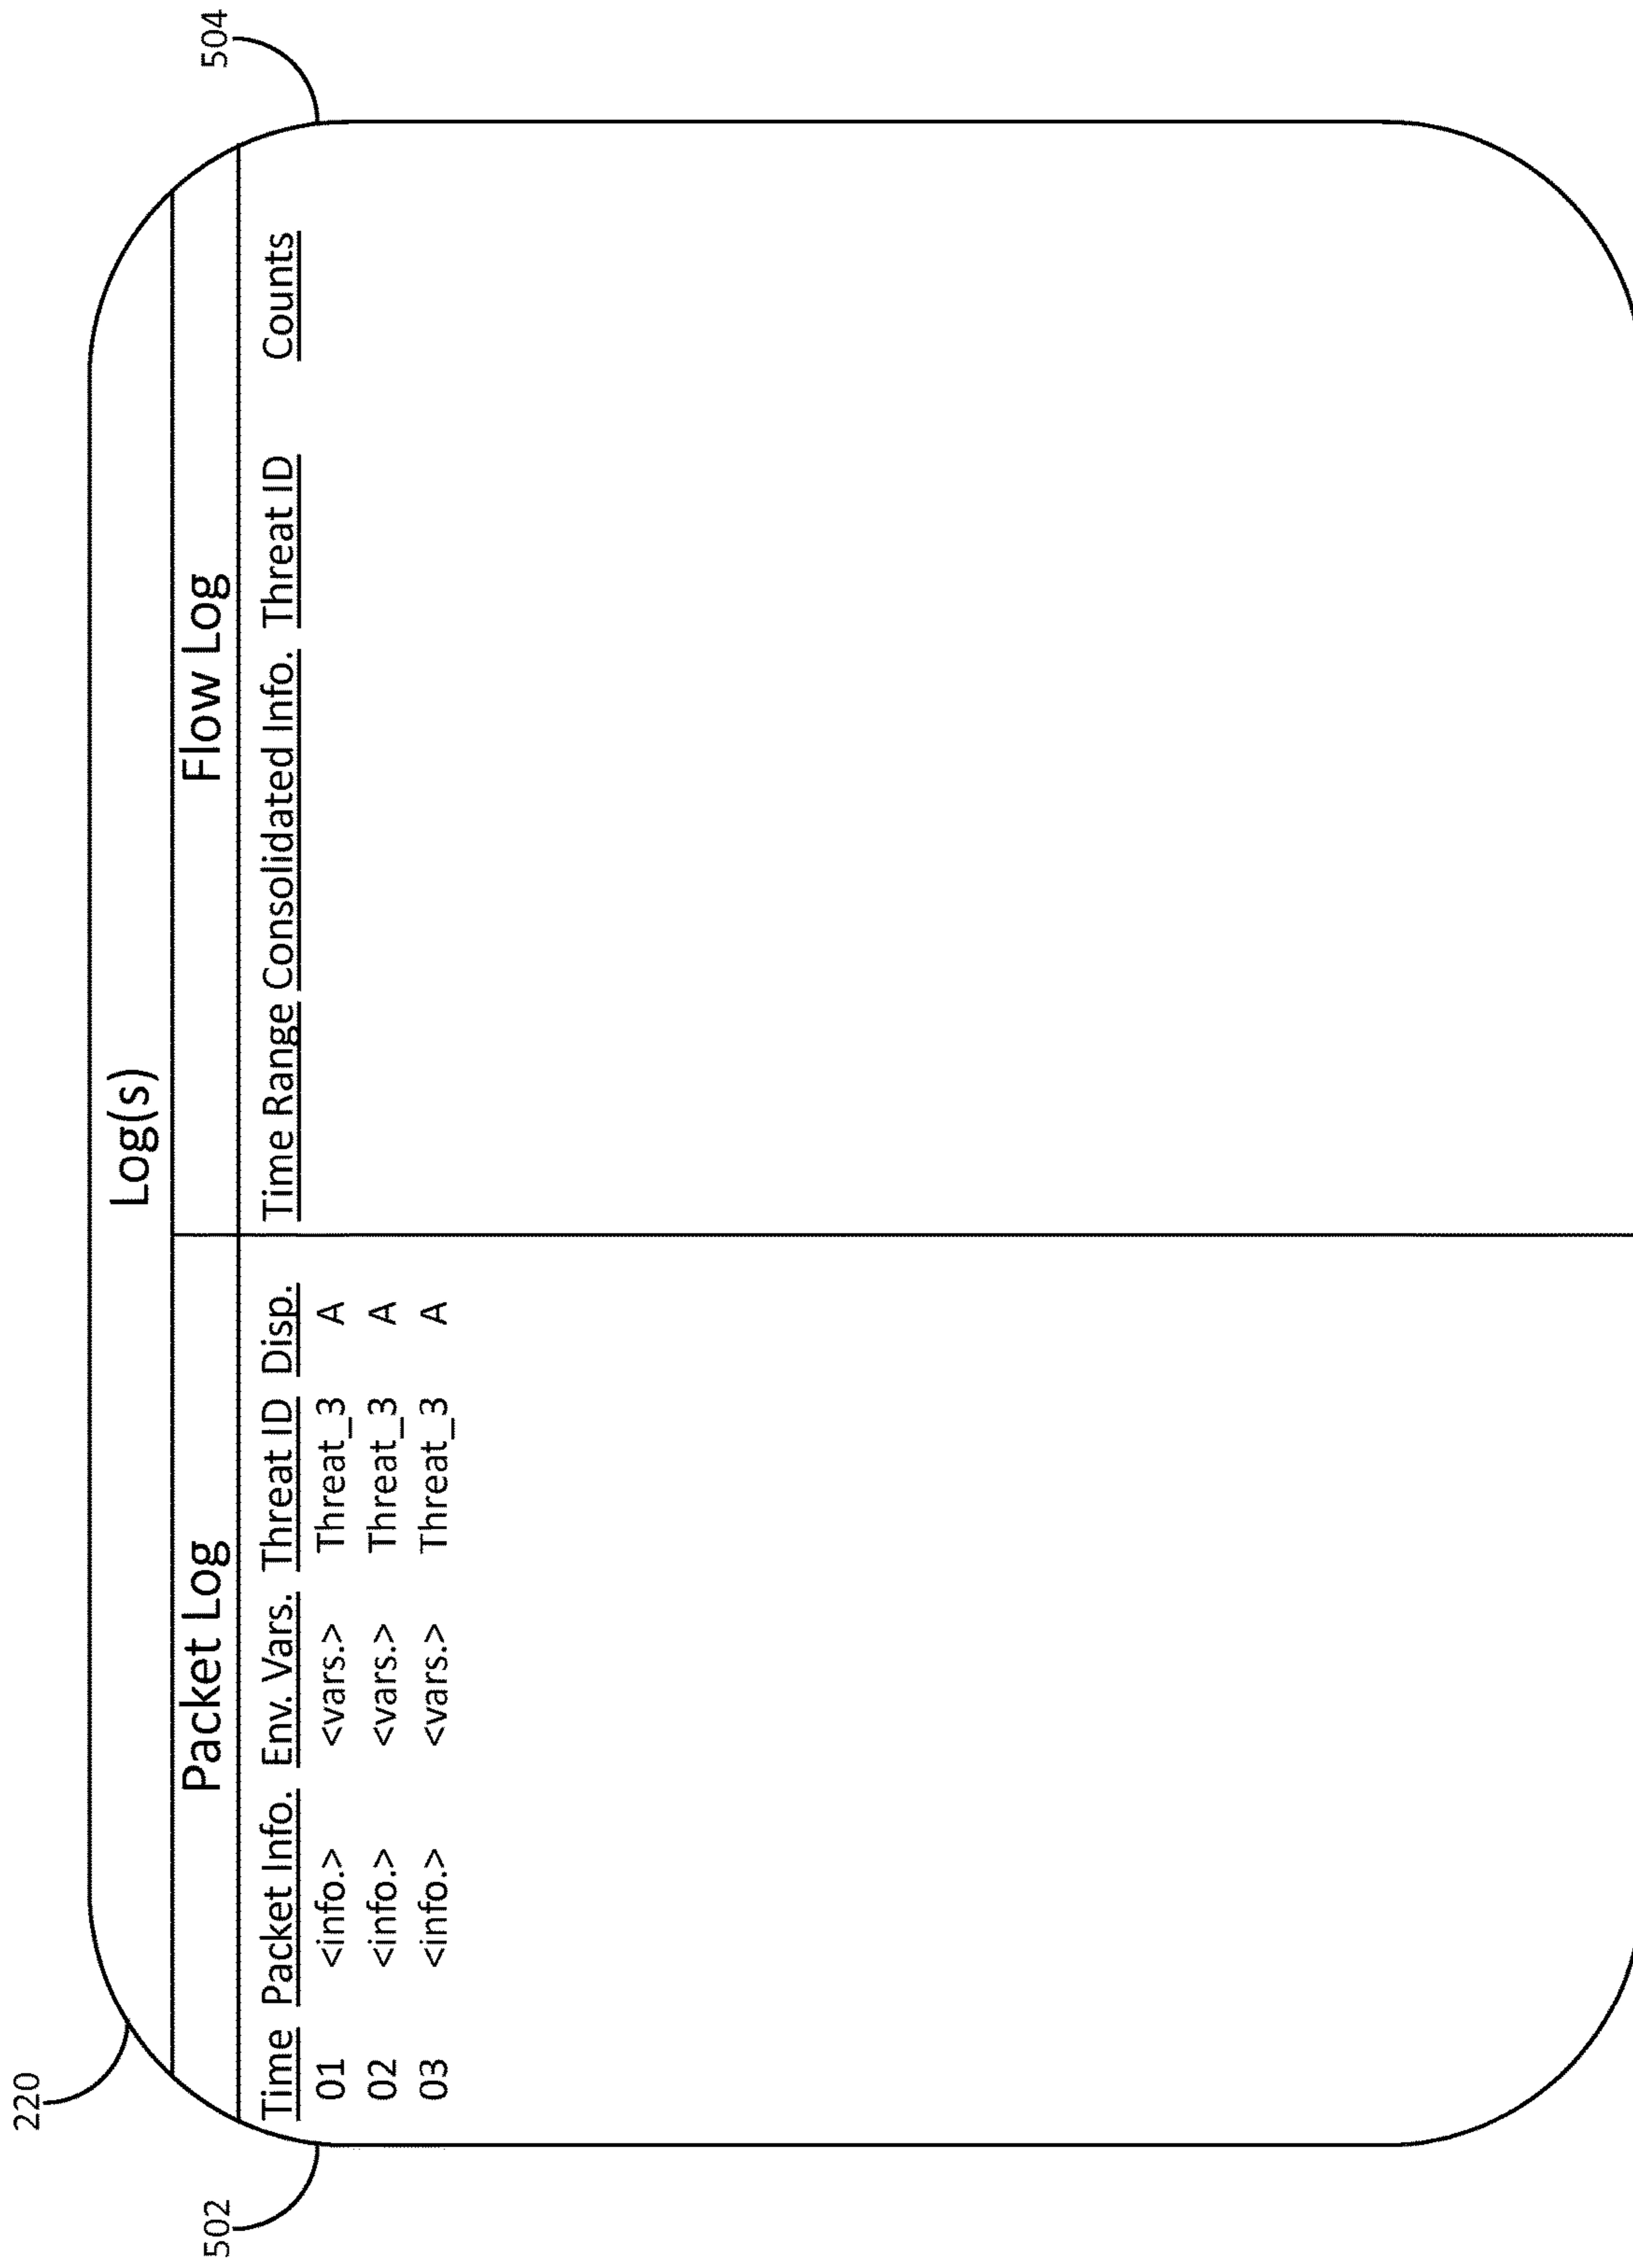 220
Log(s)
502
504
Packet Log
Flow Log
Time Packet Info. Env. Vars. Threat ID Disp.
01 <info.> <vars.> Threat_3 A
02 <info.> <vars.> Threat_3 A
03 <info.> <vars.> Threat_3 A
Time Range Consolidated Info. Threat ID Counts